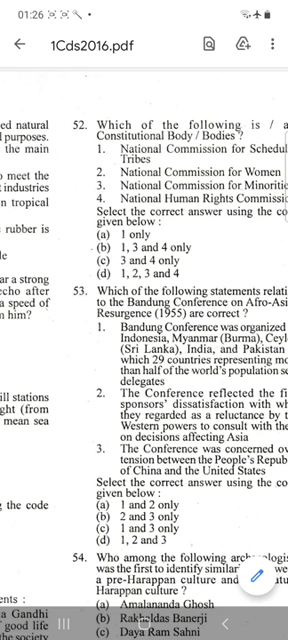 01:26
1Cds2016.pdf
ed natural
l purposes.
the main
o meet the
t industries
n tropical
rubber is
le
ar a strong
echo after
a speed of
m him?
ill stations
ght (from
mean sea
g the code
ents :
a Gandhi
good life
the society
52. Which of the following is / a
Constitutional Body / Bodies ?
1. National Commission for Schedul
Tribes
2. National Commission for Women
3. National Commission for Minoritie
4. National Human Rights Commissio
Select the correct answer using the co
given below :
(a) 1 only
(b) 1, 3 and 4 only
(c) 3 and 4 only
(d) 1, 2, 3 and 4
53. Which of the following statements relati
to the Bandung Conference on Afro-Asi
Resurgence (1955) are correct ?
1. Bandung Conference was organized
Indonesia, Myanmar (Burma), Ceyl
(Sri Lanka), India, and Pakistan
which 29 countries representing mo
than half of the world's population se
delegates
2. The Conference reflected the fi
sponsors' dissatisfaction with wh
they regarded as a reluctance by t
Western powers to consult with the
on decisions affecting Asia
3. The Conference was concerned ov
tension between the People's Repub
of China and the United States
Select the correct answer using the co
given below :
(a) 1 and 2 only
(b) 2 and 3 only
(c) 1 and 3 only
(d) 1, 2 and 3
54. Who among the following
was the first to identify
a pre-Harappan culture and
Harappan culture ?
(a) Amalananda Ghosh
(b) Rakhaldas Banerji
(c) Daya Ram Sahni